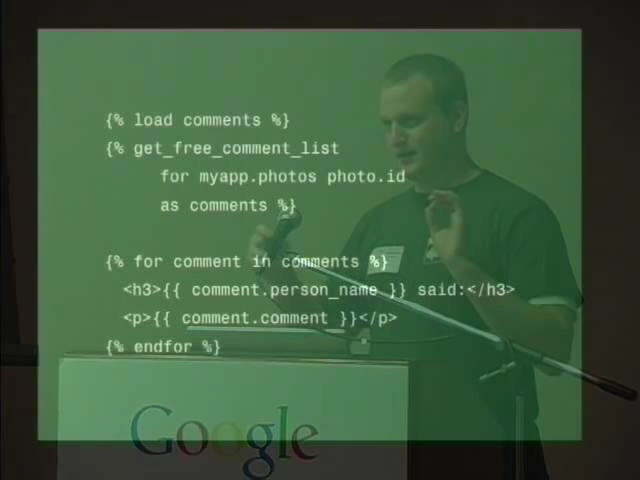 {% load comments %}
{% get_free_comment_list
for myapp.photos photo.id
as comments %}
{% for comment in comments %}
<h3>{{ comment.person_name }} said:</h3>
<p>{{ comment.comment }}</p>
{% endfor %}
Google